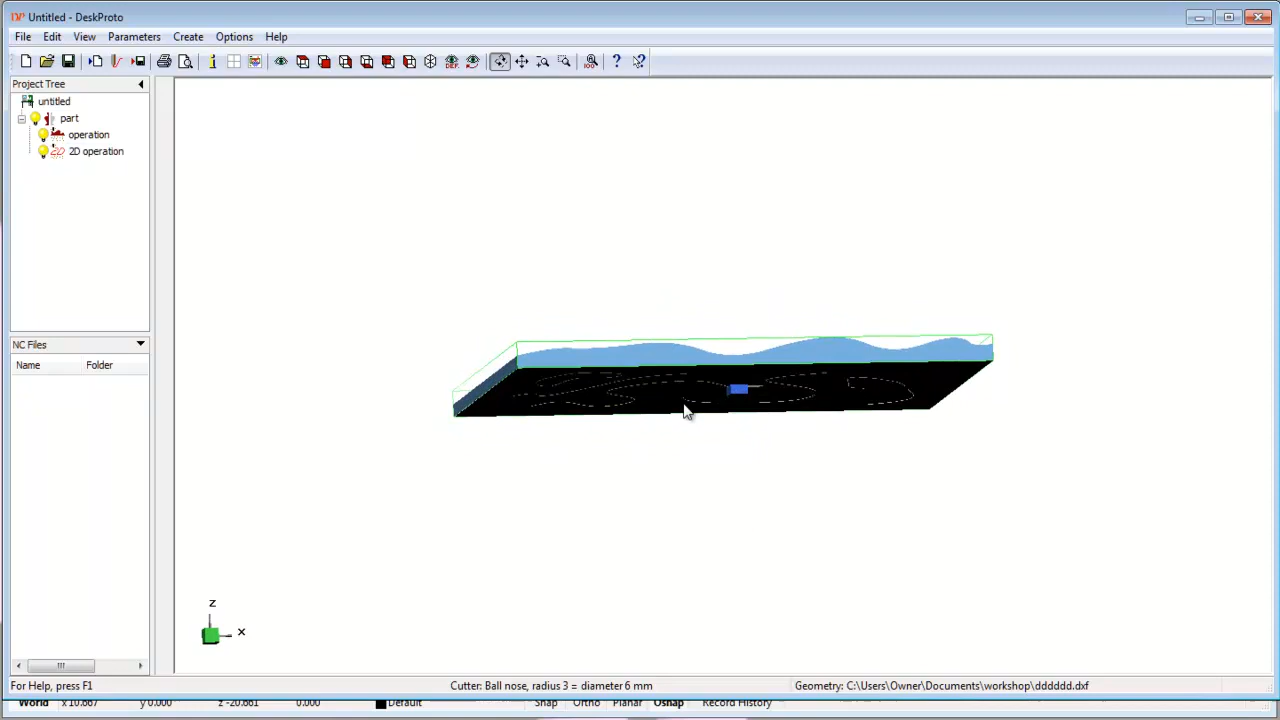 Untitled - DeskProto
File Edit View Parameters Create Help
Project Tree
untitled
part
operation
2D operation
NC Files
Name Folder
z
x
For Help, press F1 Cutter: Ball nose, radius 3 = diameter 6 mm Geometry: C:\Users\Owner\Documents\workshop\dddddd.dxf
World x 10.667 y 0.000 z -20.661 0.000 Default Snap Ortho Planar Osnap Record History